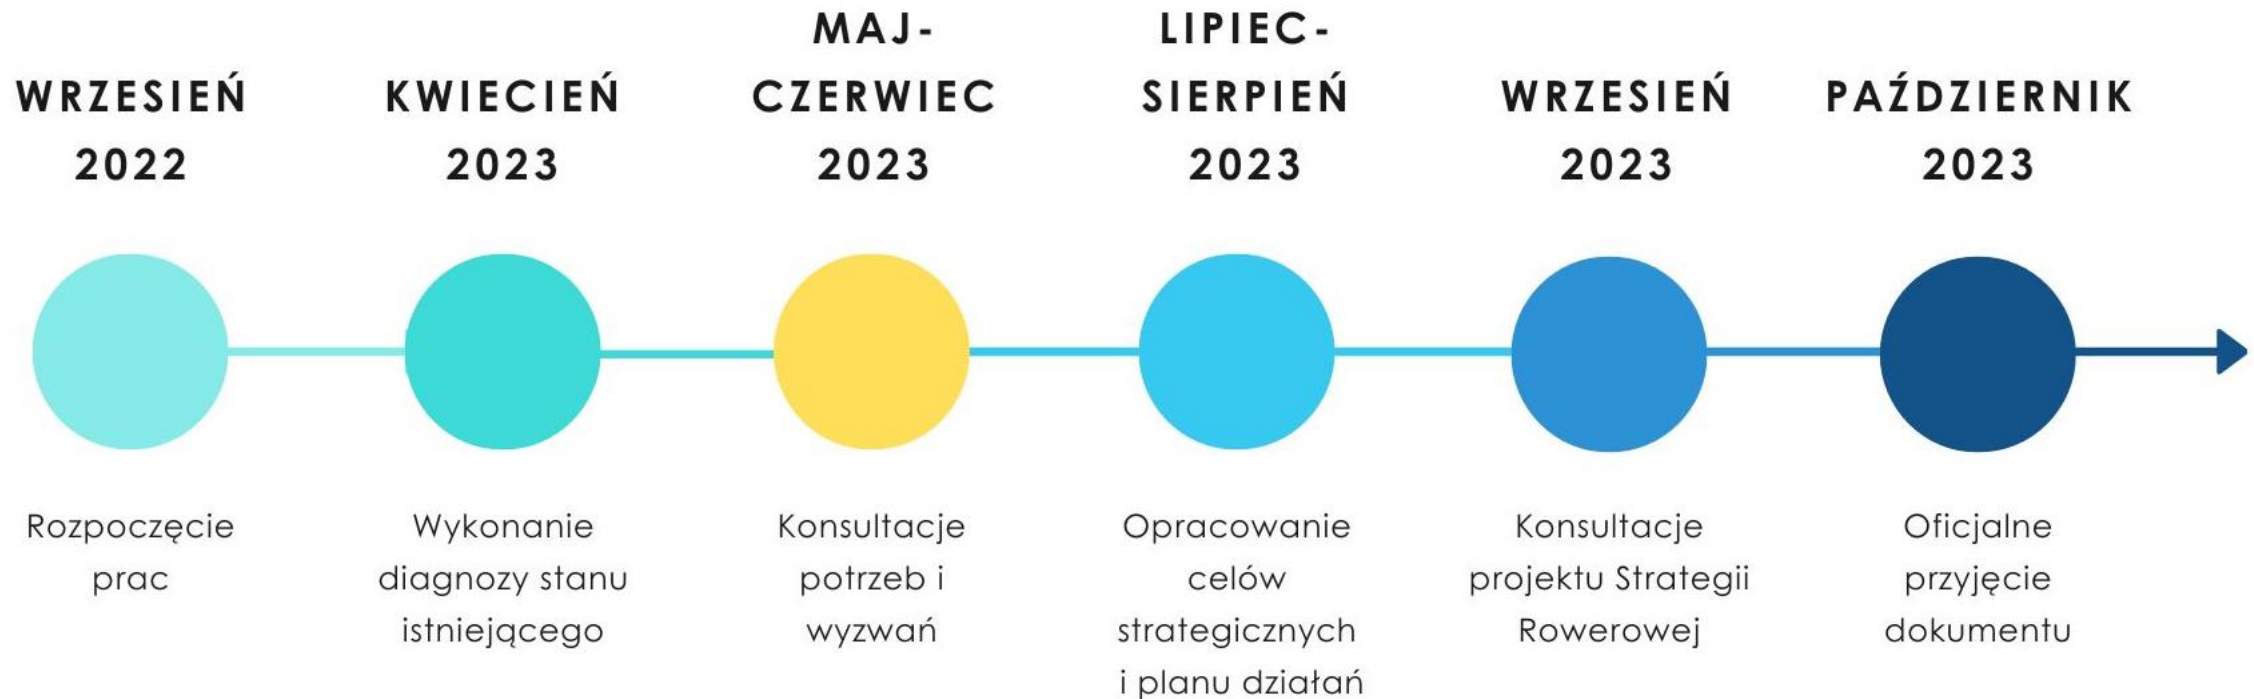 WRZESIEŃ
2022
KWIECIEŃ
2023
MAJ-
CZERWIEC
2023
LIPIEC-
SIERPIEŃ
2023
WRZESIEŃ
2023
PAŹDZIERNIK
2023
Rozpoczęcie
prac
Wykonanie
diagnozy stanu
istniejącego
Konsultacje
potrzeb i
wyzwań
Opracowanie
celów
strategicznych
i planu działań
Konsultacje
projektu Strategii
Rowerowej
Oficjalne
przyjęcie
dokumentu